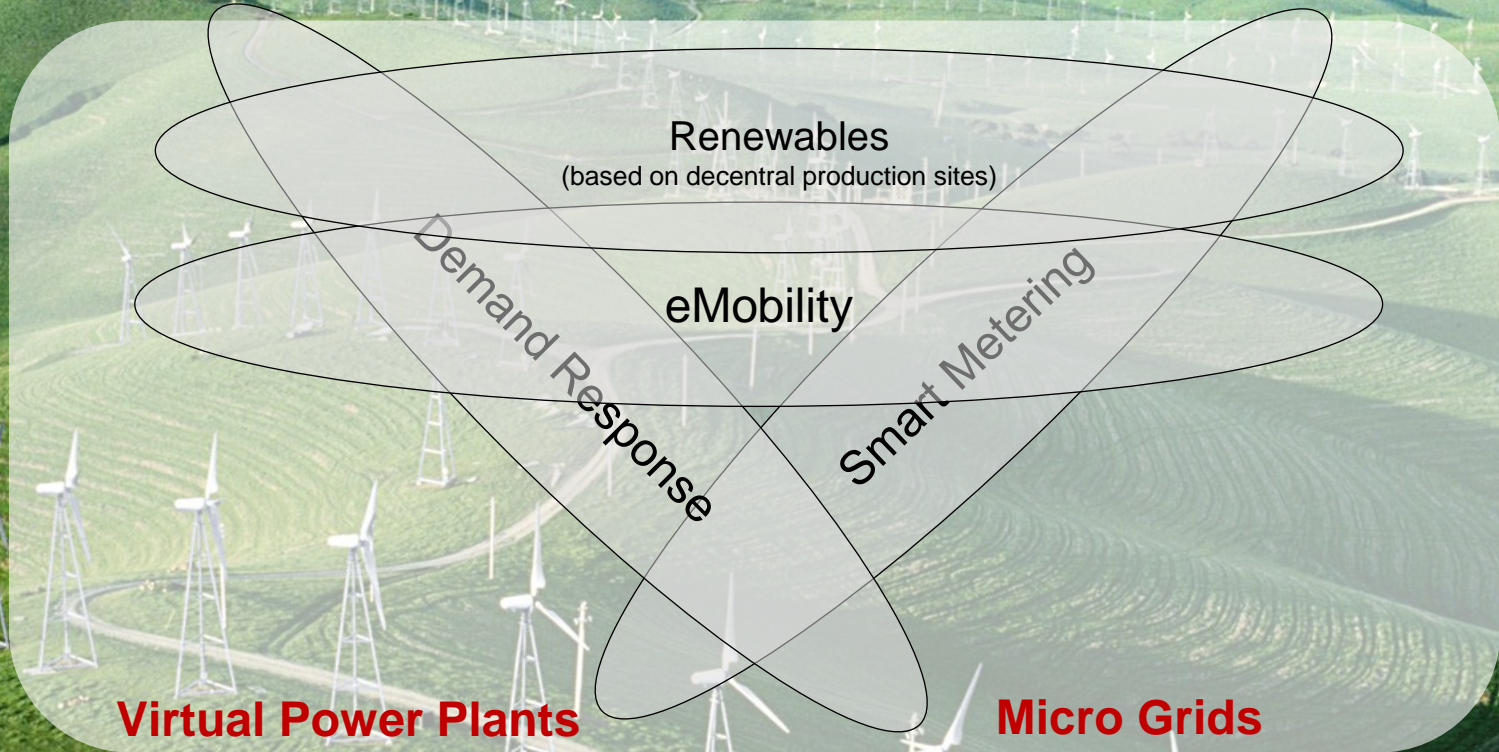 Renewables
(based on decentral production sites)
eMobility
Demand Response
Smart Metering
Virtual Power Plants
Micro Grids